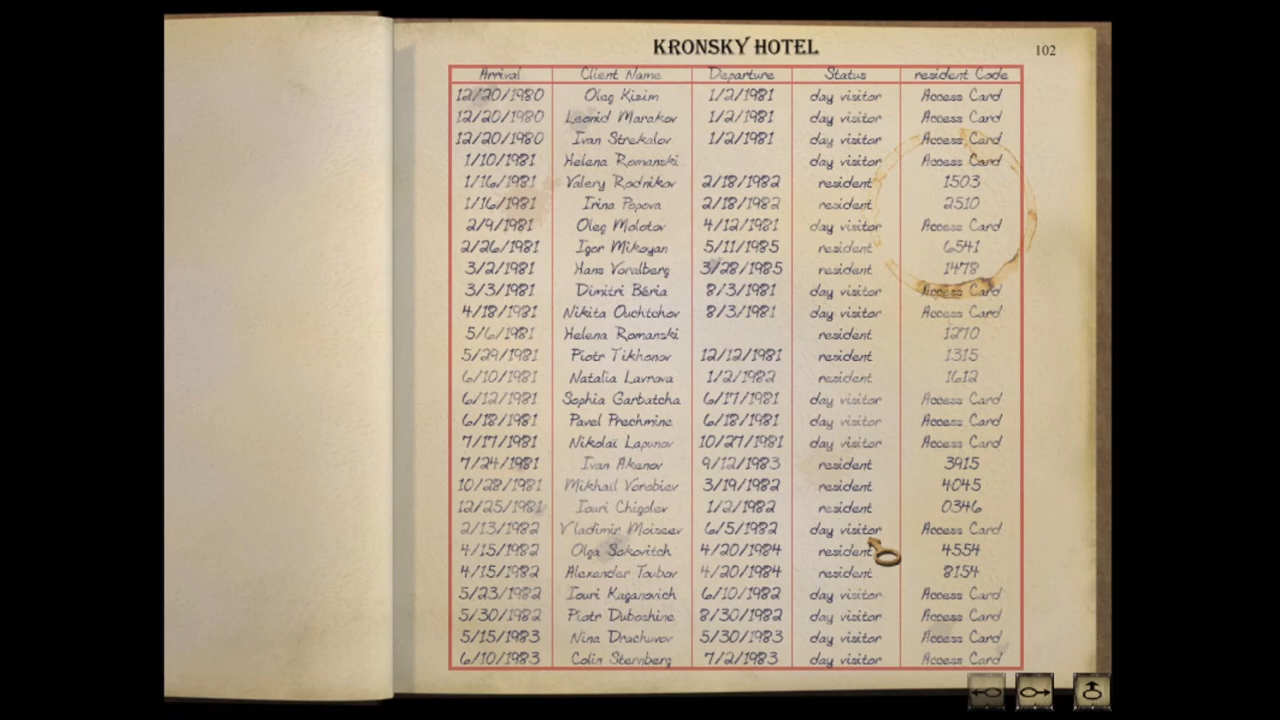 KRONSKY HOTEL 102
Arrival Client Name Departure Status resident Code
12/20/1980 Oleg Kizim 1/2/1981 day visitor Access Card
12/20/1980 Leonid Marakov 1/2/1981 day visitor Access Card
12/20/1980 Ivan Strekalov 1/2/1981 day visitor Access Card
1/10/1981 Helena Romanski day visitor Access Card
1/16/1981 Valery Rodnikov 2/18/1982 resident 1503
1/16/1981 Irina Popova 2/18/1982 resident 2510
2/9/1981 Oleg Molotov 4/12/1981 day visitor Access Card
2/26/1981 Igor Mikoyan 5/11/1985 resident 6541
3/2/1981 Hans Voralberg 3/28/1985 resident 1478
3/3/1981 Dimitri Béria 8/3/1981 day visitor Access Card
4/18/1981 Nikita Ouchtchov 8/3/1981 day visitor Access Card
5/6/1981 Helena Romanski resident 1270
5/29/1981 Piotr Tikhonov 12/12/1981 resident 1315
6/10/1981 Natalia Lavrova 1/2/1982 resident 1612
6/12/1981 Sophia Garbatcha 6/17/1981 day visitor Access Card
6/18/1981 Pavel Prechmine 6/18/1981 day visitor Access Card
7/17/1981 Nikolaï Lapunov 10/27/1981 day visitor Access Card
7/24/1981 Ivan Akanov 9/12/1983 resident 3915
10/28/1981 Mikhail Vorobiev 3/19/1982 resident 4045
12/25/1981 Iouri Chigolev 1/2/1982 resident 0346
2/13/1982 Vladimir Moiseev 6/5/1982 day visitor Access Card
4/15/1982 Olga Sokovitch 4/20/1984 resident 4554
4/15/1982 Alexander Toubov 4/20/1984 resident 8154
5/23/1982 Iouri Kaganovich 6/10/1982 day visitor Access Card
5/30/1982 Piotr Duboshine 8/30/1982 day visitor Access Card
5/15/1983 Nina Drachuvov 5/30/1983 day visitor Access Card
6/10/1983 Colin Sternberg 7/2/1983 day visitor Access Card